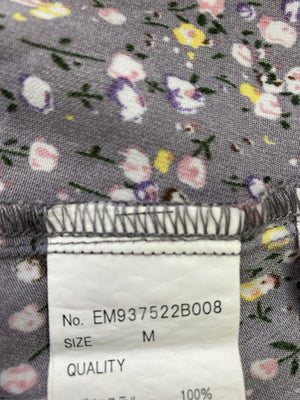 No. EM937522B008
SIZE M
QUALITY
100%